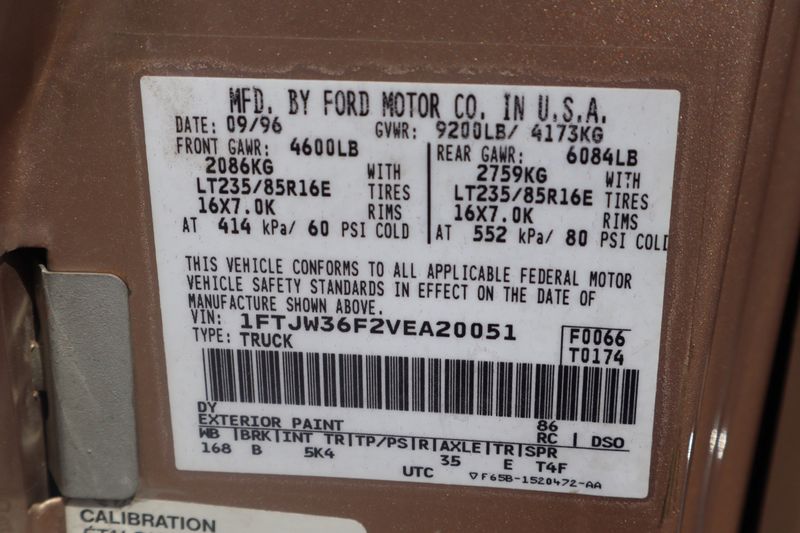 MFD. BY FORD MOTOR CO. IN U.S.A.
DATE: 09/96 GVWR: 9200LB/ 4173KG
FRONT GAWR: 4600LB REAR GAWR: 6084LB
2086KG WITH 2759KG WITH
LT235/85R16E TIRES LT235/85R16E TIRES
16X7.0K RIMS 16X7.0K RIMS
AT 414 kPa/ 60 PSI COLD AT 552 kPa/ 80 PSI COLD
THIS VEHICLE CONFORMS TO ALL APPLICABLE FEDERAL MOTOR
VEHICLE SAFETY STANDARDS IN EFFECT ON THE DATE OF
MANUFACTURE SHOWN ABOVE.
VIN: 1FTJW36F2VEA20051 F0066
TYPE: TRUCK T0174
DY
EXTERIOR PAINT 86
WB |BRK|INT TR|TP/PS|R|AXLE|TR|SPR RC | DSO
168 B 5K4 35 E T4F
UTC ▽F65B-1520472-AA
CALIBRATION